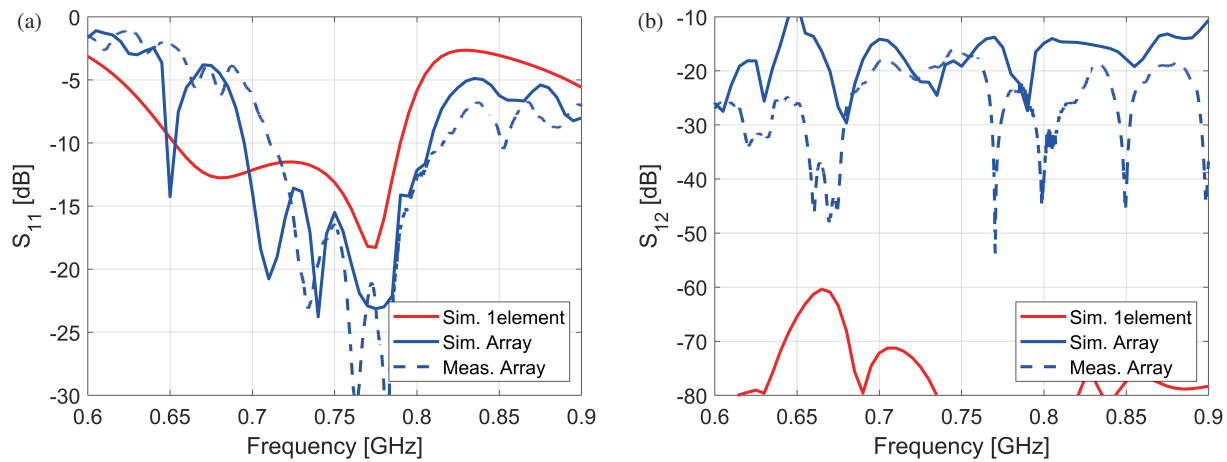 (a)
0
-5
-10
-15
-20
-25
-30
S11 [dB]
0.6 0.65 0.7 0.75 0.8 0.85 0.9
Frequency [GHz]
Sim. 1element
Sim. Array
Meas. Array
(b)
-10
-20
-30
-40
-50
-60
-70
-80
S12 [dB]
0.6 0.65 0.7 0.75 0.8 0.85 0.9
Frequency [GHz]
Sim. 1element
Sim. Array
Meas. Array